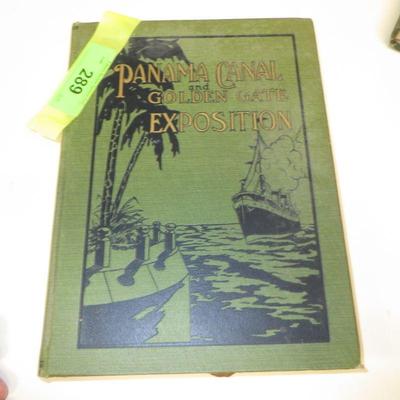 289
PANAMA CANAL
and
GOLDEN GATE
EXPOSITION